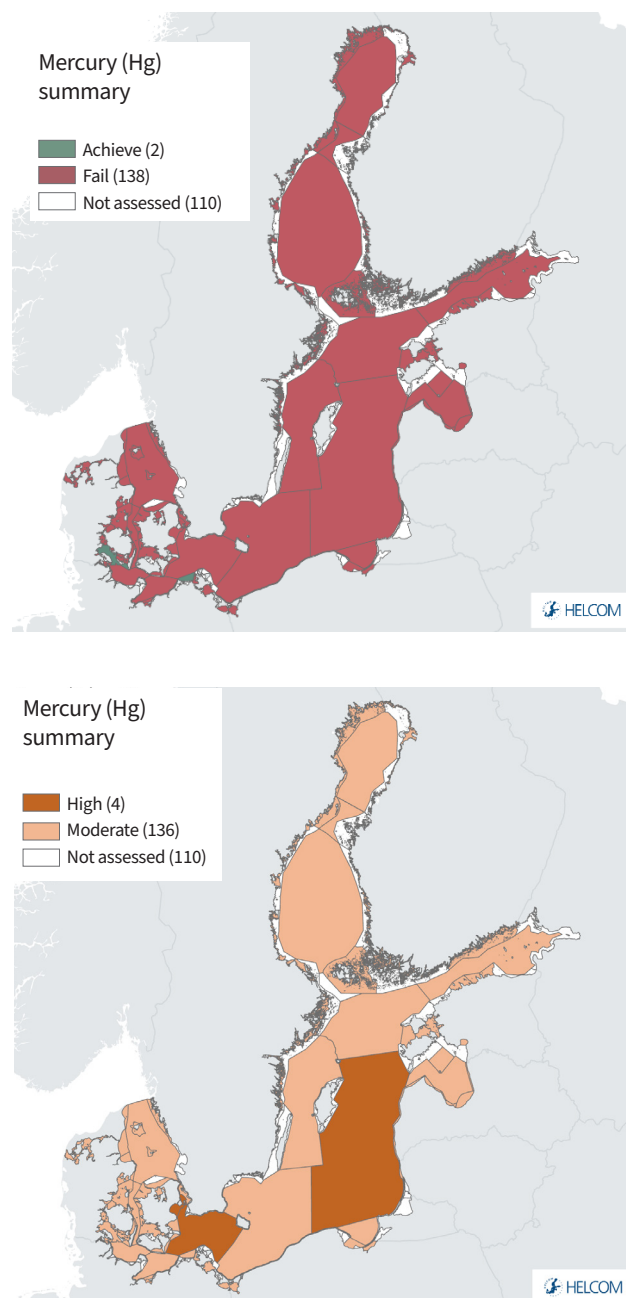 Mercury (Hg)
summary
Achieve (2)
Fail (138)
Not assessed (110)
HELCOM
Mercury (Hg)
summary
High (4)
Moderate (136)
Not assessed (110)
HELCOM